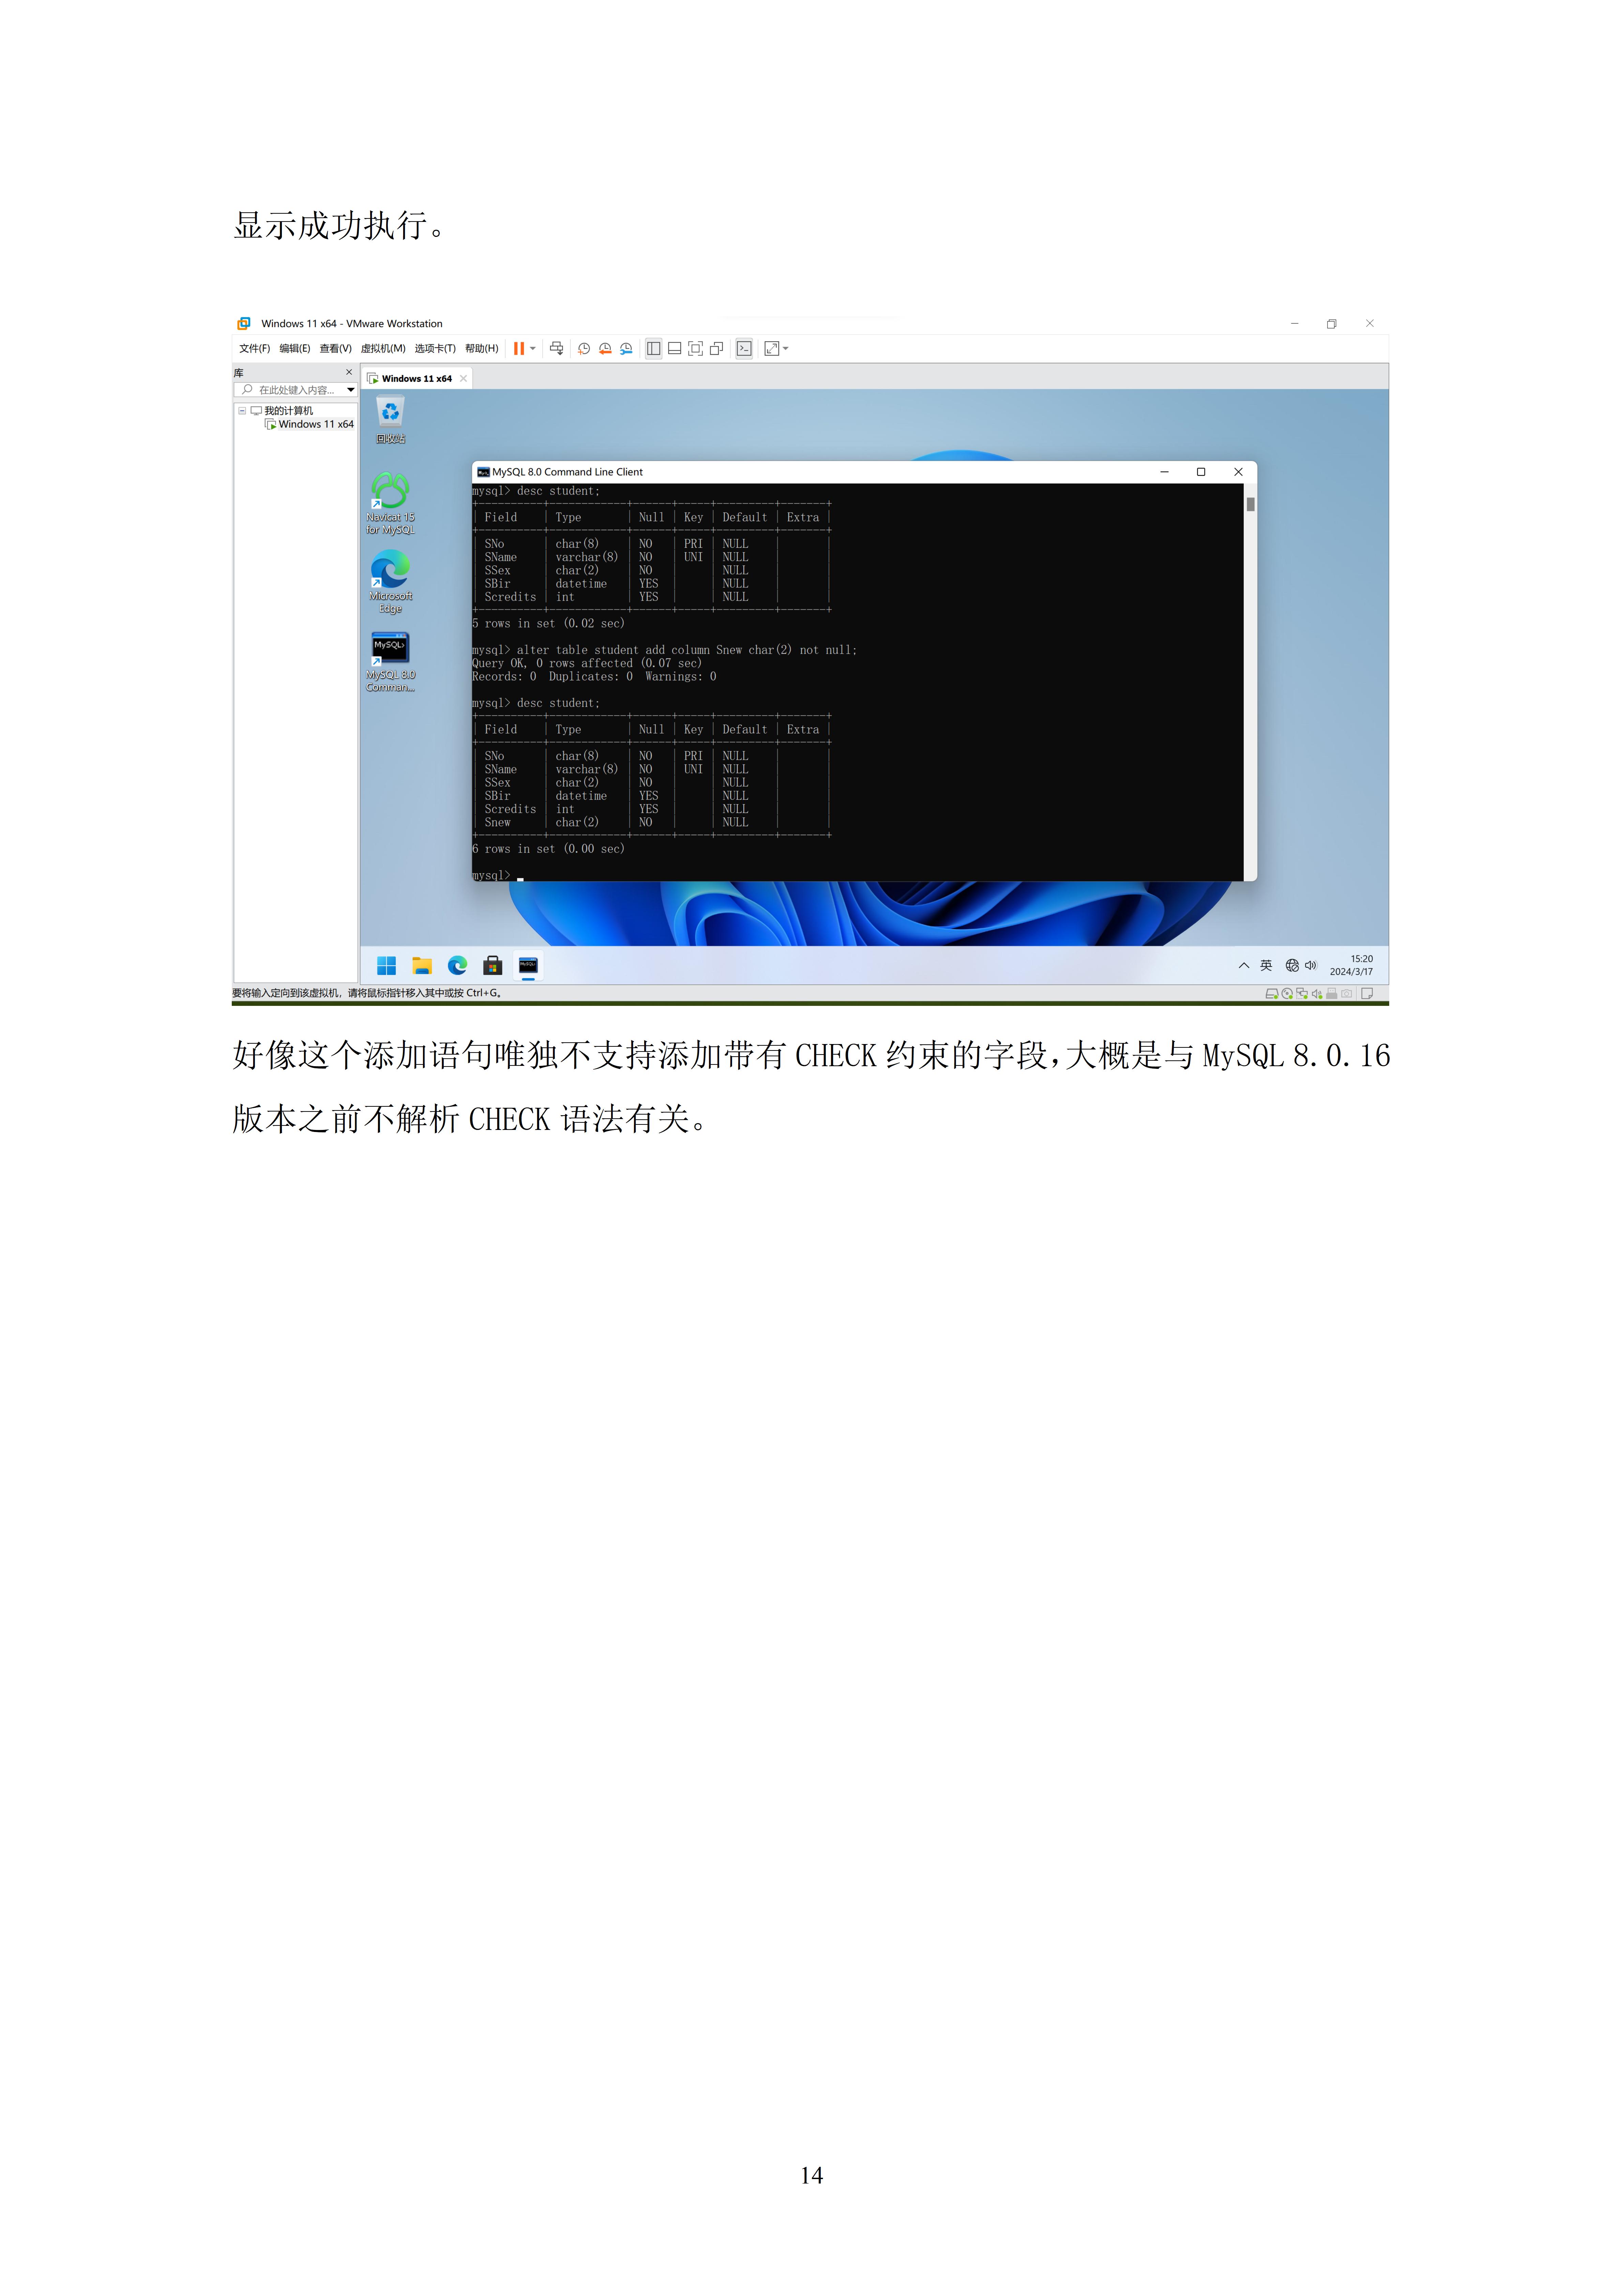 显示成功执行。
Windows 11 x64 - VMware Workstation
文件(F) 编辑(E) 查看(V) 虚拟机(M) 选项卡(T) 帮助(H)
库
在此处键入内容...
我的计算机
Windows 11 x64
Windows 11 x64
回收站
Navicat 15
for MySQL
Microsoft
Edge
MySQL 8.0
Comman...
MySQL 8.0 Command Line Client
mysql> desc student;
+----------+------------+------+-----+---------+-------+
| Field    | Type       | Null | Key | Default | Extra |
+----------+------------+------+-----+---------+-------+
| SNo      | char(8)    | NO   | PRI | NULL    |       |
| SName    | varchar(8) | NO   | UNI | NULL    |       |
| SSex     | char(2)    | NO   |     | NULL    |       |
| SBir     | datetime   | YES  |     | NULL    |       |
| Scredits | int        | YES  |     | NULL    |       |
+----------+------------+------+-----+---------+-------+
5 rows in set (0.02 sec)
mysql> alter table student add column Snew char(2) not null;
Query OK, 0 rows affected (0.07 sec)
Records: 0  Duplicates: 0  Warnings: 0
mysql> desc student;
+----------+------------+------+-----+---------+-------+
| Field    | Type       | Null | Key | Default | Extra |
+----------+------------+------+-----+---------+-------+
| SNo      | char(8)    | NO   | PRI | NULL    |       |
| SName    | varchar(8) | NO   | UNI | NULL    |       |
| SSex     | char(2)    | NO   |     | NULL    |       |
| SBir     | datetime   | YES  |     | NULL    |       |
| Scredits | int        | YES  |     | NULL    |       |
| Snew     | char(2)    | NO   |     | NULL    |       |
+----------+------------+------+-----+---------+-------+
6 rows in set (0.00 sec)
mysql>
英
15:20
2024/3/17
要将输入定向到该虚拟机，请将鼠标指针移入其中或按 Ctrl+G。
好像这个添加语句唯独不支持添加带有 CHECK 约束的字段，大概是与 MySQL 8.0.16
版本之前不解析 CHECK 语法有关。
14